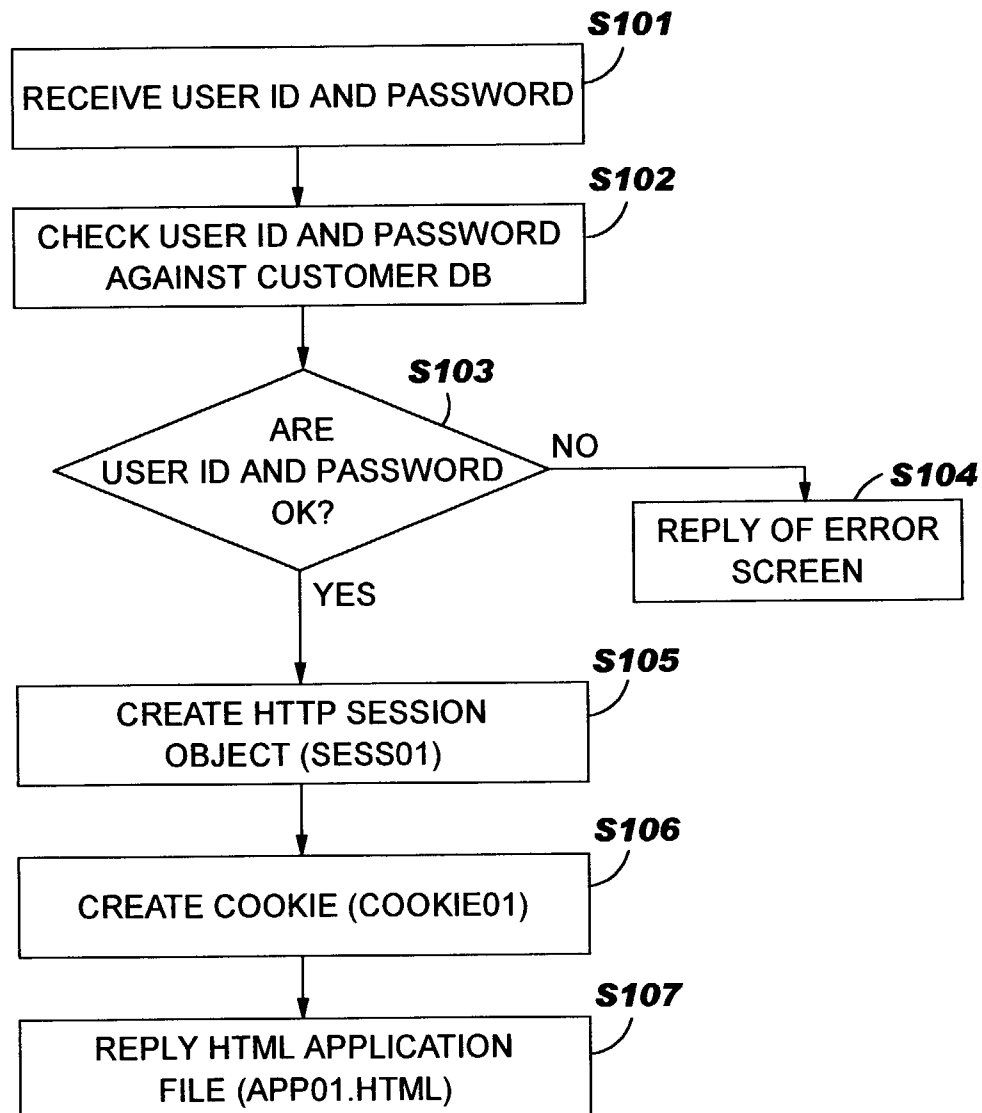 S101
RECEIVE USER ID AND PASSWORD
S102
CHECK USER ID AND PASSWORD
AGAINST CUSTOMER DB
S103
ARE
USER ID AND PASSWORD
OK?
NO
S104
REPLY OF ERROR
SCREEN
YES
S105
CREATE HTTP SESSION
OBJECT (SESS01)
S106
CREATE COOKIE (COOKIE01)
S107
REPLY HTML APPLICATION
FILE (APP01.HTML)